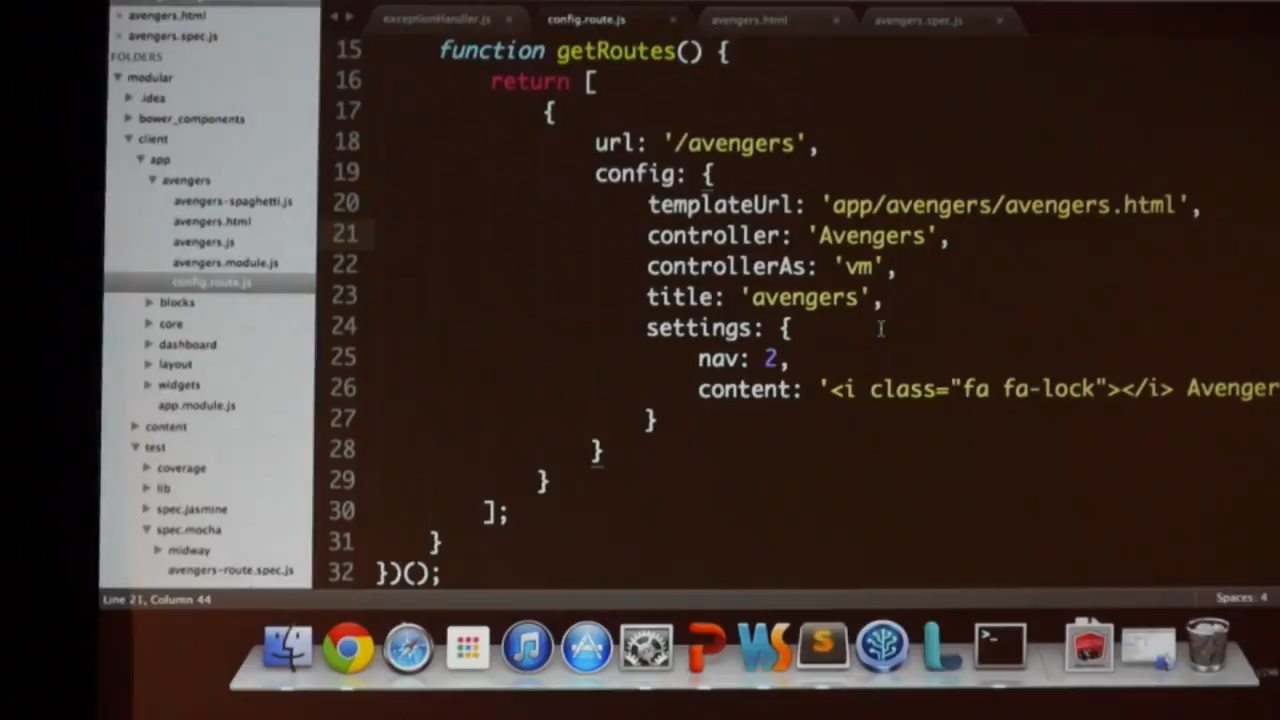 avengers.html
avengers.spec.js
FOLDERS
modular
.idea
bower_components
client
app
avengers
avengers-spaghetti.js
avengers.html
avengers.js
avengers.module.js
config.route.js
blocks
core
dashboard
layout
widgets
app.module.js
content
test
coverage
lib
spec.jasmine
spec.mocha
midway
avengers-route.spec.js
exceptionHandler.js config.route.js avengers.html avengers.spec.js
15 function getRoutes() {
16 return [
17 {
18 url: '/avengers',
19 config: {
20 templateUrl: 'app/avengers/avengers.html',
21 controller: 'Avengers',
22 controllerAs: 'vm',
23 title: 'avengers',
24 settings: {
25 nav: 2,
26 content: '<i class="fa fa-lock"></i> Avenger
27 }
28 }
29 }
30 ];
31 }
32 })();
Line 21, Column 44 Spaces: 4
P WS S L >_